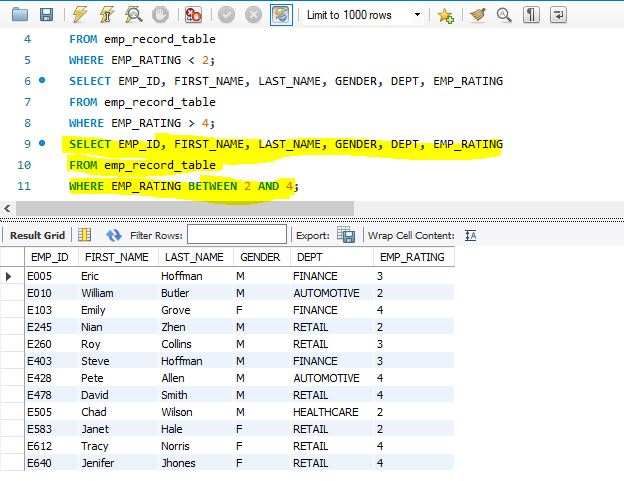 Limit to 1000 rows
4 FROM emp_record_table
5 WHERE EMP_RATING < 2;
6 SELECT EMP_ID, FIRST_NAME, LAST_NAME, GENDER, DEPT, EMP_RATING
7 FROM emp_record_table
8 WHERE EMP_RATING > 4;
9 SELECT EMP_ID, FIRST_NAME, LAST_NAME, GENDER, DEPT, EMP_RATING
10 FROM emp_record_table
11 WHERE EMP_RATING BETWEEN 2 AND 4;
Result Grid Filter Rows: Export: Wrap Cell Content: IA
EMP_ID FIRST_NAME LAST_NAME GENDER DEPT EMP_RATING
E005 Eric Hoffman M FINANCE 3
E010 William Butler M AUTOMOTIVE 2
E103 Emily Grove F FINANCE 4
E245 Nian Zhen M RETAIL 2
E260 Roy Collins M RETAIL 3
E403 Steve Hoffman M FINANCE 3
E428 Pete Allen M AUTOMOTIVE 4
E478 David Smith M RETAIL 4
E505 Chad Wilson M HEALTHCARE 2
E583 Janet Hale F RETAIL 2
E612 Tracy Norris F RETAIL 4
E640 Jenifer Jhones F RETAIL 4